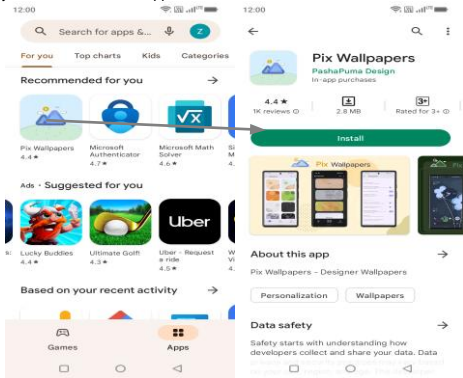 12:00
Search for apps &...
Z
For you Top charts Kids Categories
Recommended for you
Pix Wallpapers
4.4★
Microsoft
Authenticator
4.7★
Microsoft Math
Solver
4.6★
Ads · Suggested for you
Lucky Buddies
4.4★
Ultimate Golf!
4.3★
Uber
Uber - Request
a ride
4.5★
Based on your recent activity
Games
Apps
12:00
Pix Wallpapers
PashaPuma Design
In-app purchases
4.4★
1K reviews
2.8 MB
3+
Rated for 3+
Install
Pix Wallpapers
About this app
Pix Wallpapers - Designer Wallpapers
Personalization
Wallpapers
Data safety
Safety starts with understanding how
developers collect and share your data. Data